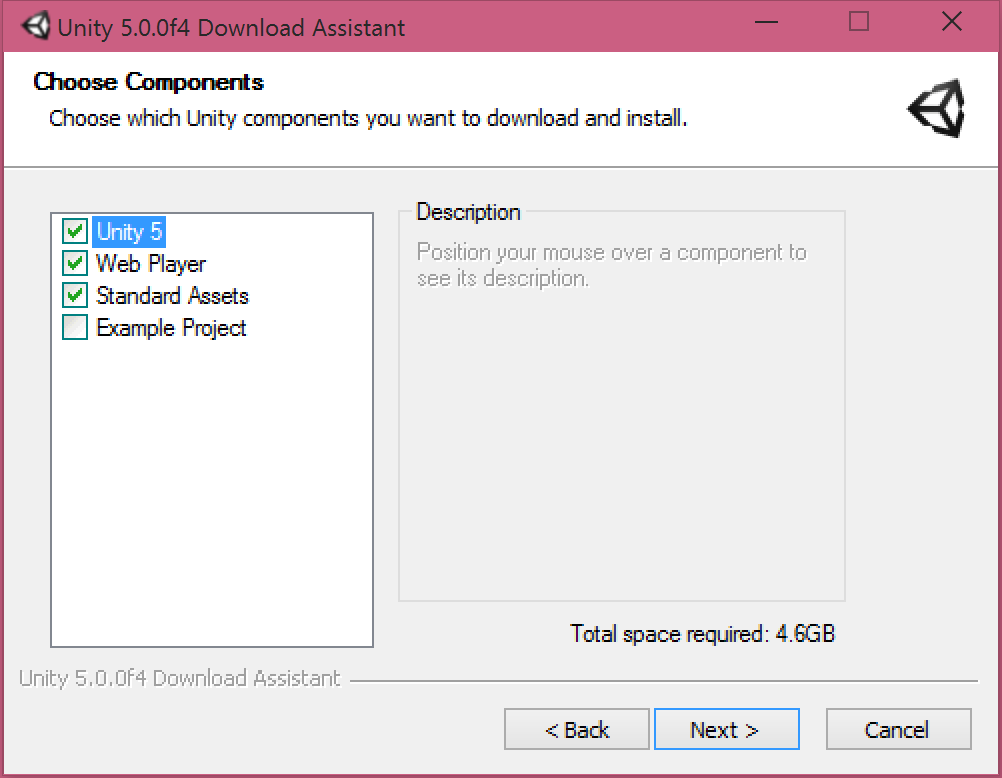 Unity 5.0.0f4 Download Assistant
Choose Components
Choose which Unity components you want to download and install.
Unity 5
Web Player
Standard Assets
Example Project
Description
Position your mouse over a component to
see its description.
Total space required: 4.6GB
Unity 5.0.0f4 Download Assistant
< Back
Next >
Cancel